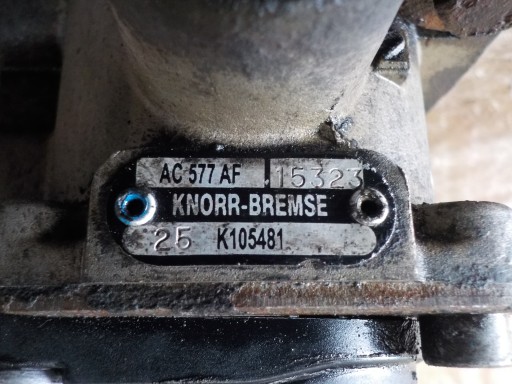 AC 577 AF 15323
KNORR-BREMSE
25 K105481